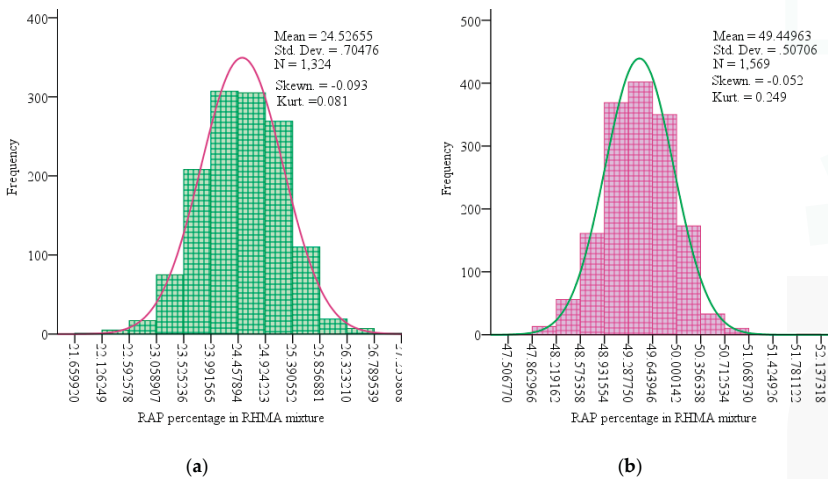 400
300
200
100
0
Frequency
Mean = 24.52655
Std. Dev. = .70476
N = 1,324
Skewn. = -0.093
Kurt. =0.081
21.659920
22.126249
22.592578
23.058907
23.525236
23.991565
24.457894
24.924223
25.390552
25.856881
26.323210
26.789539
RAP percentage in RHMA mixture
(a)
500
400
300
200
100
0
Frequency
Mean = 49.44963
Std. Dev. = .50706
N = 1,569
Skewn. = -0.052
Kurt. = 0.249
47.506770
47.862966
48.219162
48.575358
48.931554
49.287750
49.643946
50.000142
50.356338
50.712534
51.068730
51.424926
51.781122
52.137318
RAP percentage in RHMA mixture
(b)